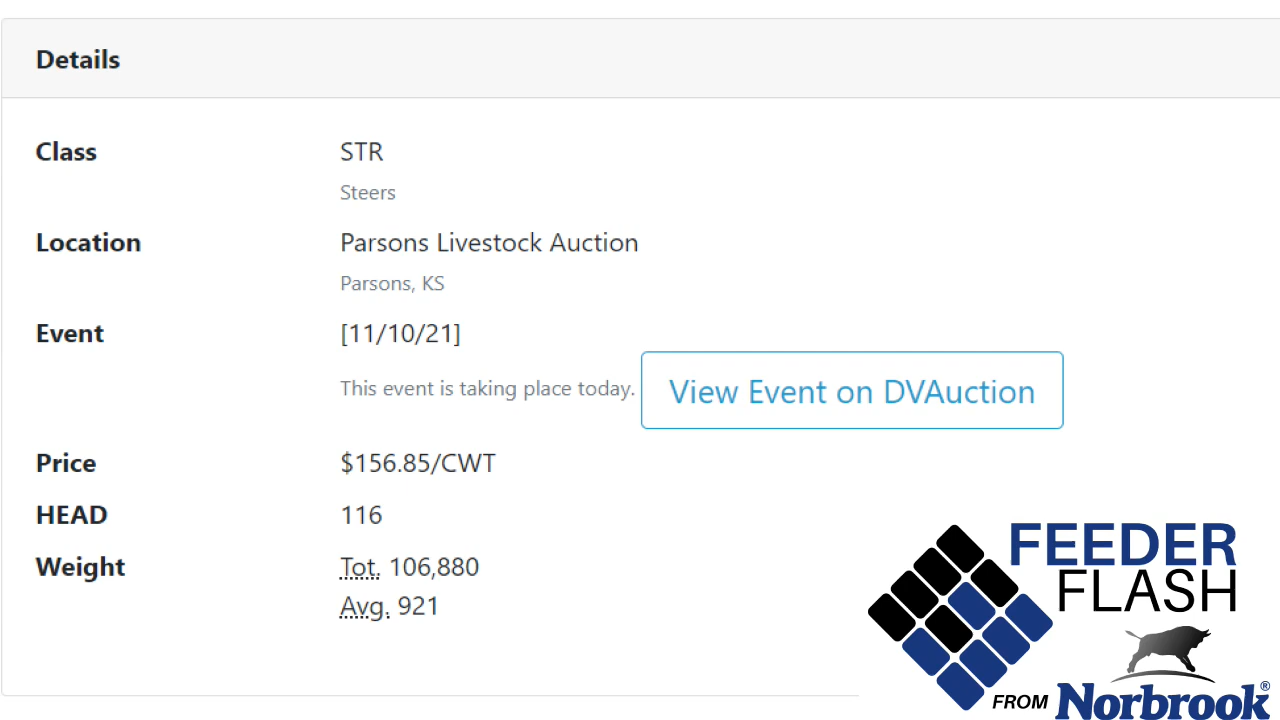 Details
Class STR
Steers
Location Parsons Livestock Auction
Parsons, KS
Event [11/10/21]
This event is taking place today. View Event on DVAuction
Price $156.85/CWT
HEAD 116
Weight Tot. 106,880
Avg. 921
FEEDER
FLASH
FROM Norbrook®